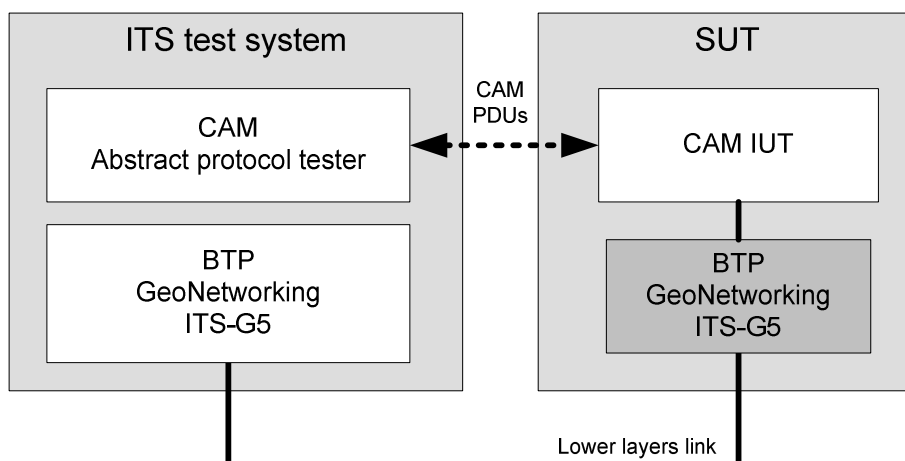 ITS test system
CAM
Abstract protocol tester
BTP
GeoNetworking
ITS-G5
CAM
PDUs
SUT
CAM IUT
BTP
GeoNetworking
ITS-G5
Lower layers link